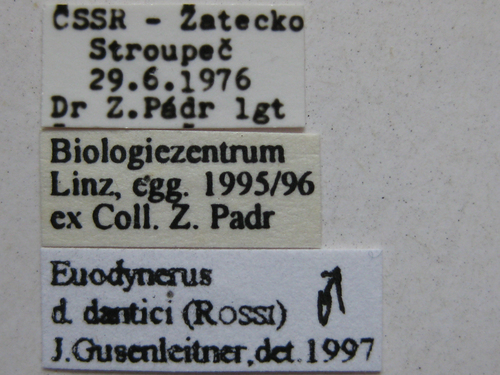 ČSSR - Žatecko
Stroupeč
29.6.1976
Dr Z.Pádr lgt
Biologiezentrum
Linz, egg. 1995/96
ex Coll. Z. Padr
Euodynerus
d. dantici (ROSSI) ♂
J.Gusenleitner,det.1997